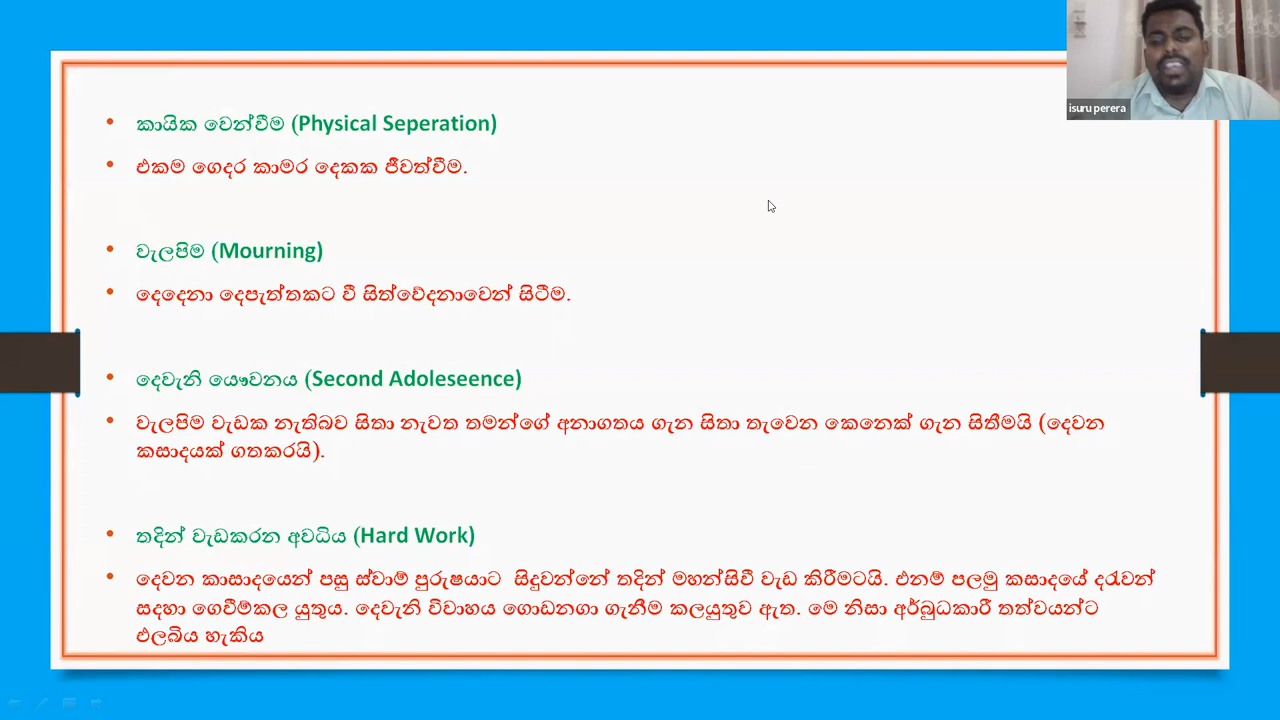 isuru perera
• කායික වෙන්වීම (Physical Seperation)
• එකම ගෙදර කාමර දෙකක ජීවත්වීම.
• වැලපිම (Mourning)
• දෙදෙනා දෙපැත්තකට වී සිත්වේදනාවෙන් සිටීම.
• දෙවැනි යෞවනය (Second Adoleseence)
• වැලපිම වැඩක නැතිබව සිතා නැවත තමන්ගේ අනාගතය ගැන සිතා තැවෙන කෙනෙක් ගැන සිතීමයි (දෙවන
කසාදයක් ගතකරයි).
• තදින් වැඩකරන අවධිය (Hard Work)
• දෙවන කාසාදයෙන් පසු ස්වාමි පුරුෂයාට සිදුවන්නේ තදින් මහන්සිවී වැඩ කිරීමටයි. එනම් පලමු කසාදයේ දරුවන්
සදහා ගෙවීම්කල යුතුය. දෙවැනි විවාහය ගොඩනගා ගැනීම කලයුතුව ඇත. මෙ නිසා අර්බුධකාරී තත්වයන්ට
එලබිය හැකිය